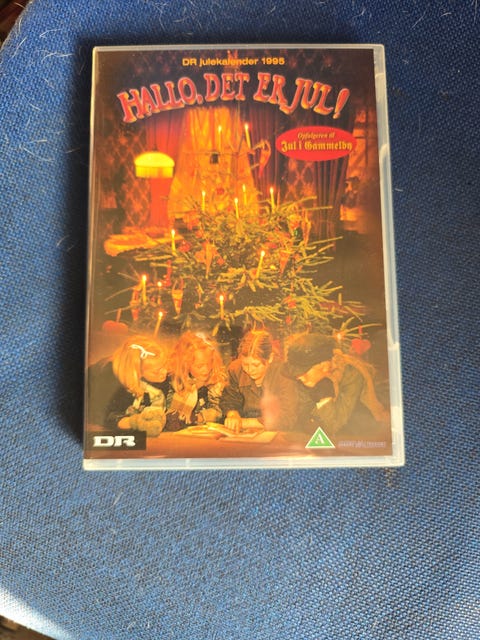 DR julekalender 1995
HALLO, DET ER JUL!
Opfølgeren til
Jul i Gammelby
DR
A